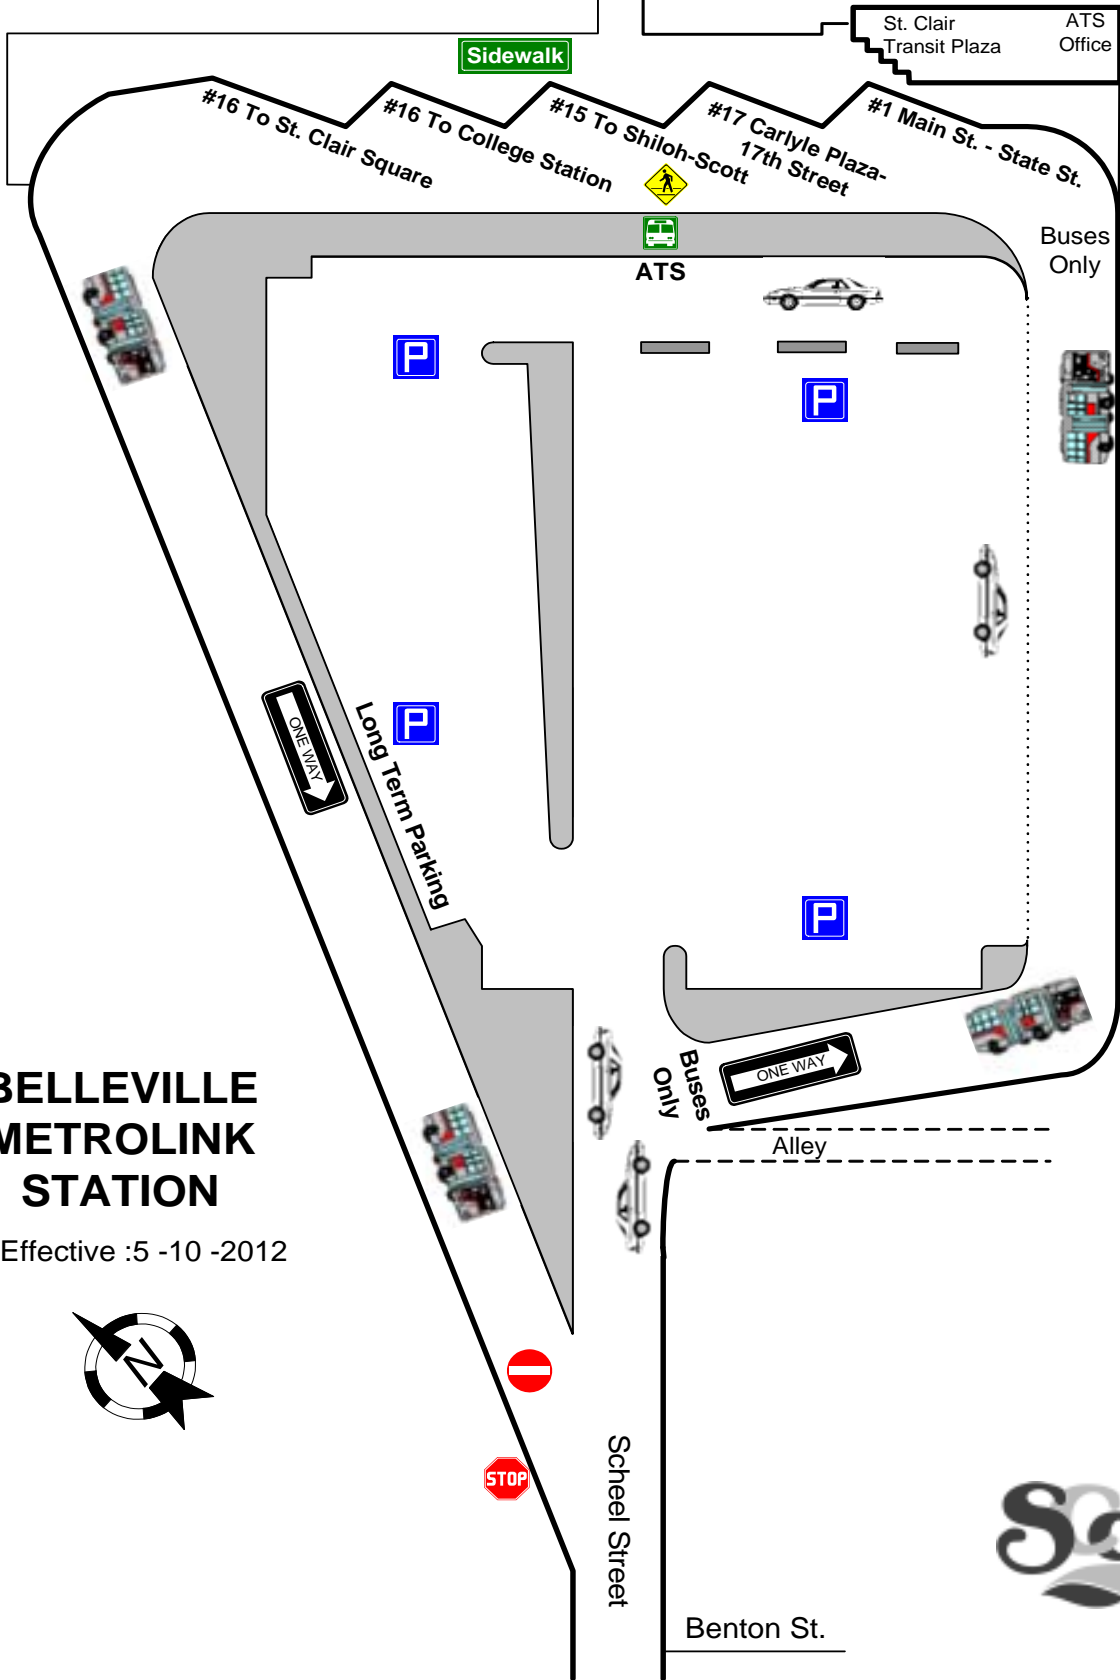 St. Clair
Transit Plaza
ATS
Office
Sidewalk
#16 To St. Clair Square
#16 To College Station
#15 To Shiloh-Scott
#17 Carlyle Plaza-
17th Street
#1 Main St. - State St.
Buses
Only
ATS
P
P
P
P
ONE WAY
Long Term Parking
Buses
Only
ONE WAY
Alley
BELLEVILLE
METROLINK
STATION
Effective :5 -10 -2012
N
STOP
Scheel Street
Benton St.